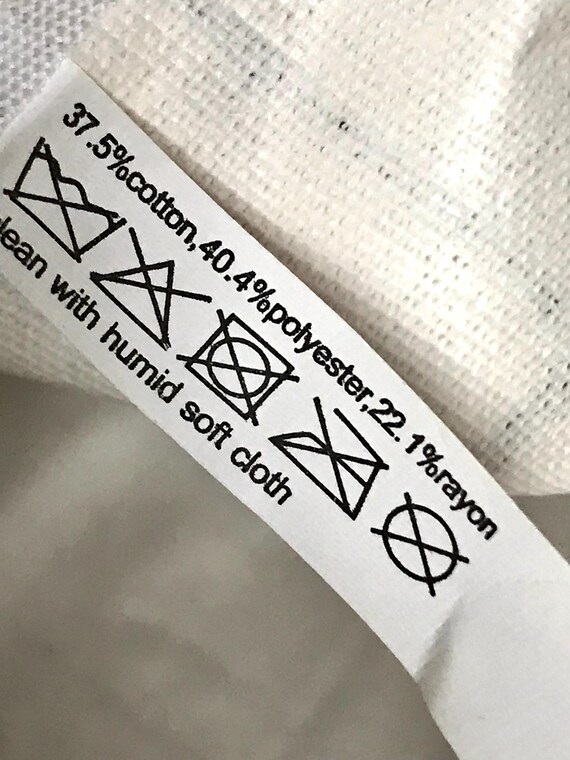 37.5%cotton,40.4%polyester,22.1%rayon
lean with humid soft cloth